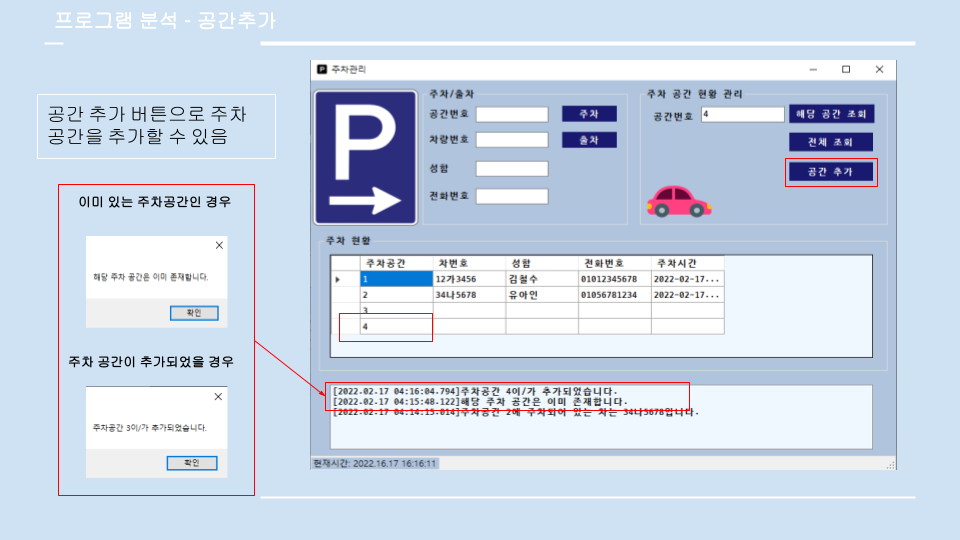 프로그램 분석 - 공간추가
공간 추가 버튼으로 주차
공간을 추가할 수 있음
이미 있는 주차공간인 경우
해당 주차 공간은 이미 존재합니다.
확인
주차 공간이 추가되었을 경우
주차공간 3이/가 추가되었습니다.
확인
P 주차관리
P
주차/출차
공간번호
주차
차량번호
출차
성함
전화번호
주차 공간 현황 관리
공간번호 4
해당 공간 조회
전체 조회
공간 추가
주차 현황
주차공간 차번호 성함 전화번호 주차시간
1 12가3456 김철수 01012345678 2022-02-17...
2 34나5678 유아인 01056781234 2022-02-17...
3
4
[2022.02.17 04:16:04.794]주차공간 4이/가 추가되었습니다.
[2022.02.17 04:15:48.122]해당 주차 공간은 이미 존재합니다.
[2022.02.17 04:14:15.014]주차공간 2에 주차되어 있는 차는 34나5678입니다.
현재시간: 2022.16.17 16:16:11